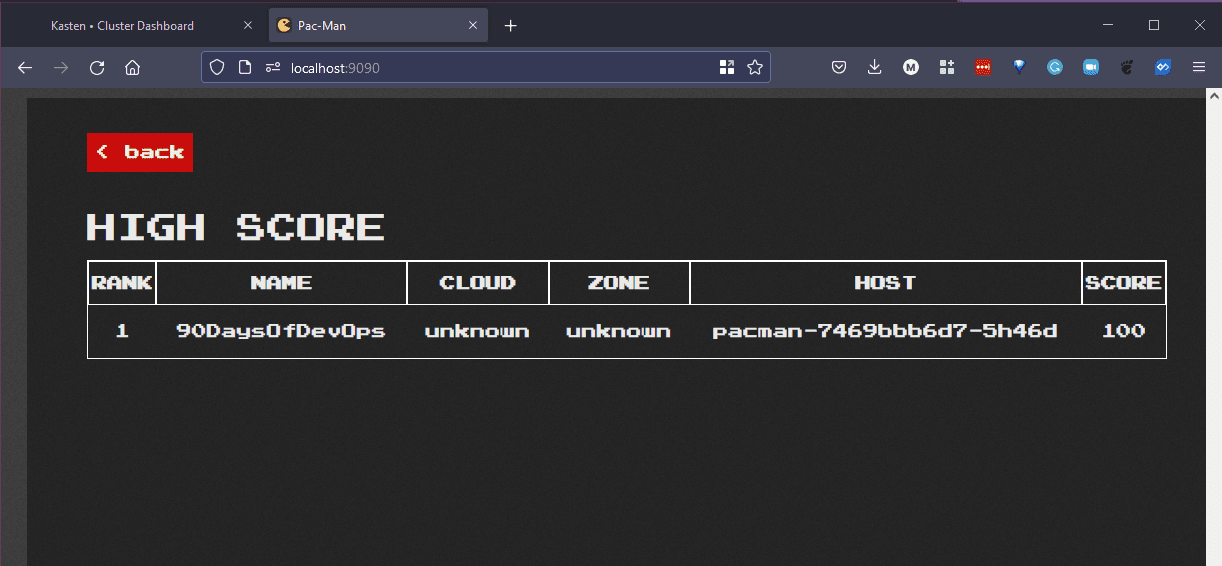 Kasten • Cluster Dashboard
Pac-Man
localhost:9090
< back
HIGH SCORE
RANK NAME CLOUD ZONE HOST SCORE
1 90DaysOfDevOps unknown unknown pacman-7469bbb6d7-5h46d 100